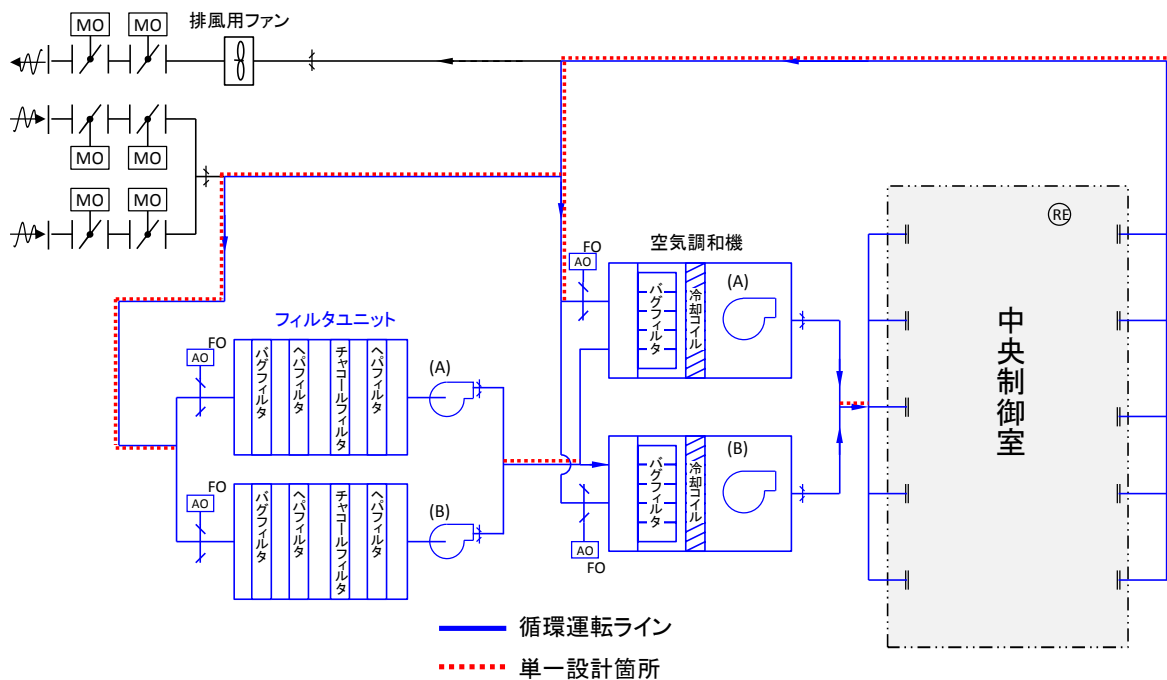 MO
MO
排風用ファン
MO
MO
MO
MO
RE
空気調和機
FO
AO
バグフィルタ
冷却コイル
(A)
中央制御室
フィルタユニット
FO
AO
バグフィルタ
ヘパフィルタ
チャコールフィルタ
ヘパフィルタ
(A)
バグフィルタ
冷却コイル
(B)
FO
AO
バグフィルタ
ヘパフィルタ
チャコールフィルタ
ヘパフィルタ
(B)
AO
FO
循環運転ライン
単一設計箇所